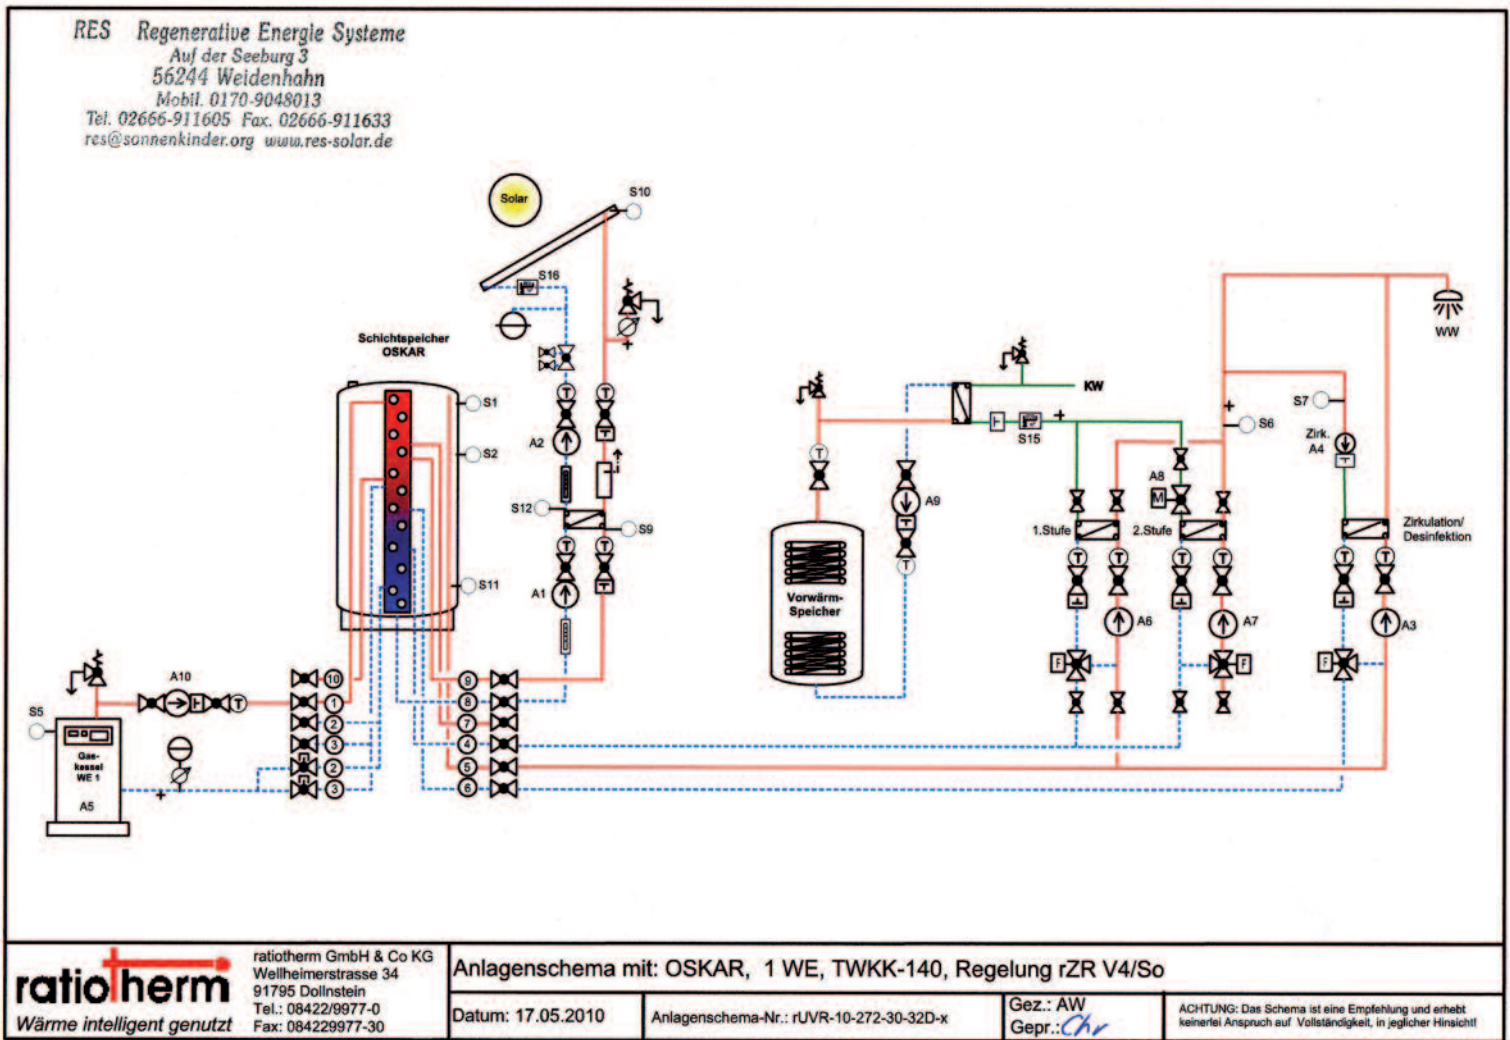 RES Regenerative Energie Systeme
Auf der Seeburg 3
56244 Weidenhahn
Mobil. 0170-9048013
Tel. 02666-911605 Fax. 02666-911633
res@sonnenkinder.org www.res-solar.de
Solar
S10
S16
Schichtspeicher
OSKAR
S1
S2
S11
A2
S12
S9
A1
T
T
T
T
KW
S15
WW
S7
S6
Zirk.
A4
A8
M
A9
T
T
1.Stufe
2.Stufe
Zirkulation/
Desinfektion
Vorwärm-
Speicher
T
T
T
T
T
T
A6
A7
A3
F
F
F
A10
T
S5
Gas-
kessel
WE 1
A5
10
1
2
3
2
3
9
8
7
4
5
6
ratiotherm
Wärme intelligent genutzt
ratiotherm GmbH & Co KG
Wellheimerstrasse 34
91795 Dollnstein
Tel.: 08422/9977-0
Fax: 084229977-30
Anlagenschema mit: OSKAR, 1 WE, TWKK-140, Regelung rZR V4/So
Datum: 17.05.2010
Anlagenschema-Nr.: rUVR-10-272-30-32D-x
Gez.: AW
Gepr.: Chr
ACHTUNG: Das Schema ist eine Empfehlung und erhebt
keinerlei Anspruch auf Vollständigkeit, in jeglicher Hinsicht!